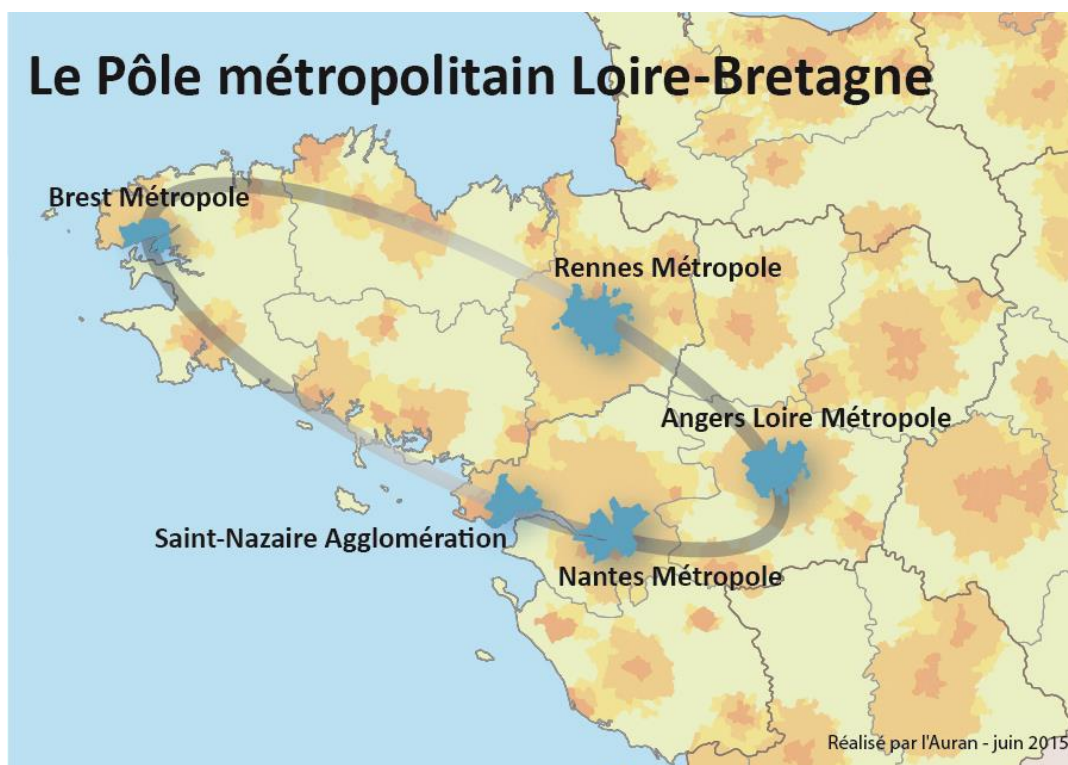 Le Pôle métropolitain Loire-Bretagne
Brest Métropole
Rennes Métropole
Angers Loire Métropole
Saint-Nazaire Agglomération
Nantes Métropole
Réalisé par l'Auran - juin 2015